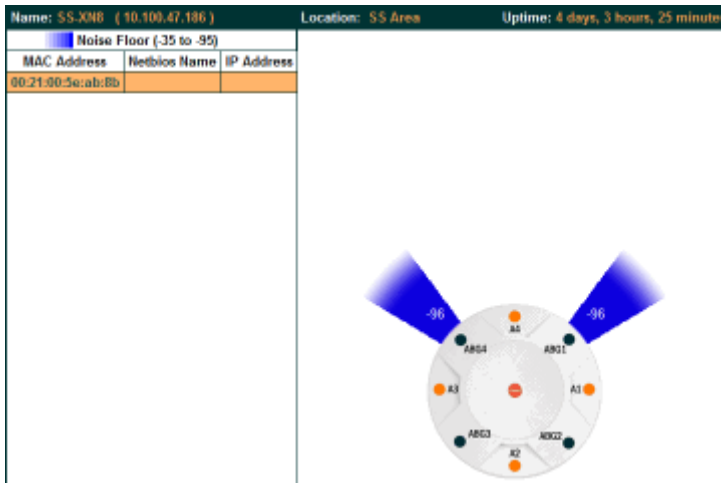 Name: SS-XN8 ( 10.100.47.186 ) Location: SS Area Uptime: 4 days, 3 hours, 25 minute
Noise Floor (-35 to -95)
MAC Address Netbios Name IP Address
00:21:00:5e:ab:8b
-96 -96
A4
ABG4 ABG1
A3 A1
ABG3 ABG2
A2